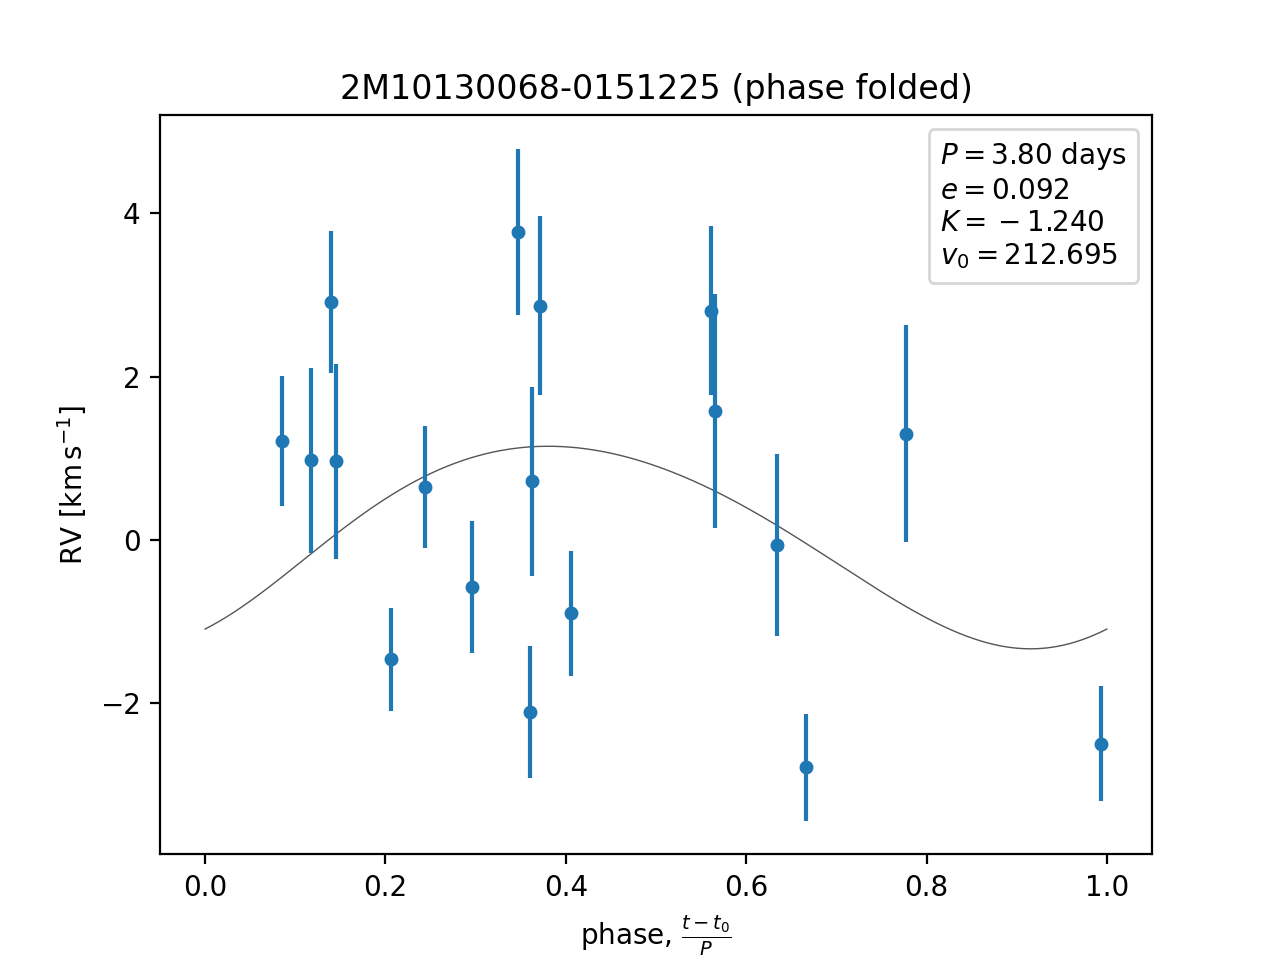 2M10130068-0151225 (phase folded)
P = 3.80 days
e = 0.092
K = − 1.240
v₀ = 212.695
RV [km s⁻¹]
4
2
0
−2
0.0 0.2 0.4 0.6 0.8 1.0
phase, (t − t₀)/P